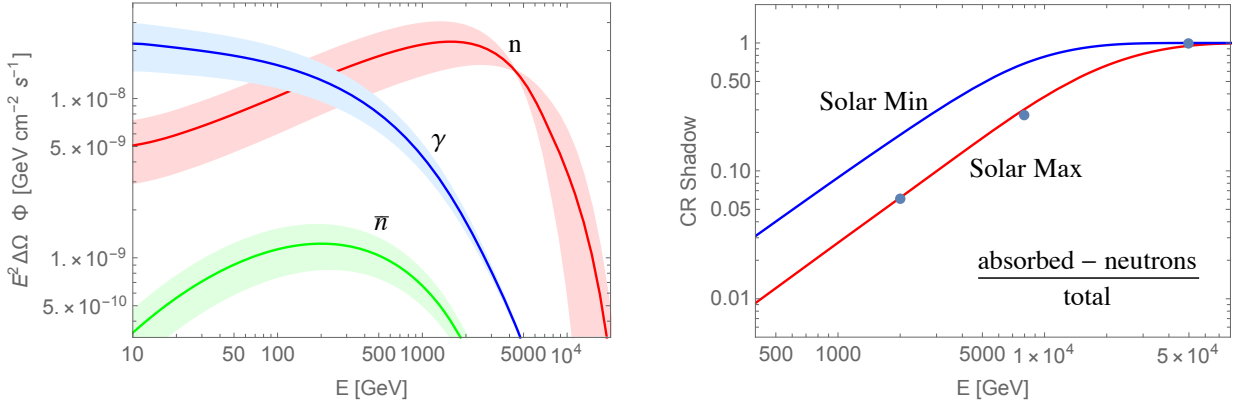 E² ΔΩ Φ [GeV cm⁻² s⁻¹]
1. × 10⁻⁸
5. × 10⁻⁹
1. × 10⁻⁹
5. × 10⁻¹⁰
n
γ
n̅
10 50 100 500 1000 5000 10⁴
E [GeV]
CR Shadow
1
0.50
0.10
0.05
0.01
Solar Min
Solar Max
absorbed − neutrons
total
500 1000 5000 1 × 10⁴ 5 × 10⁴
E [GeV]